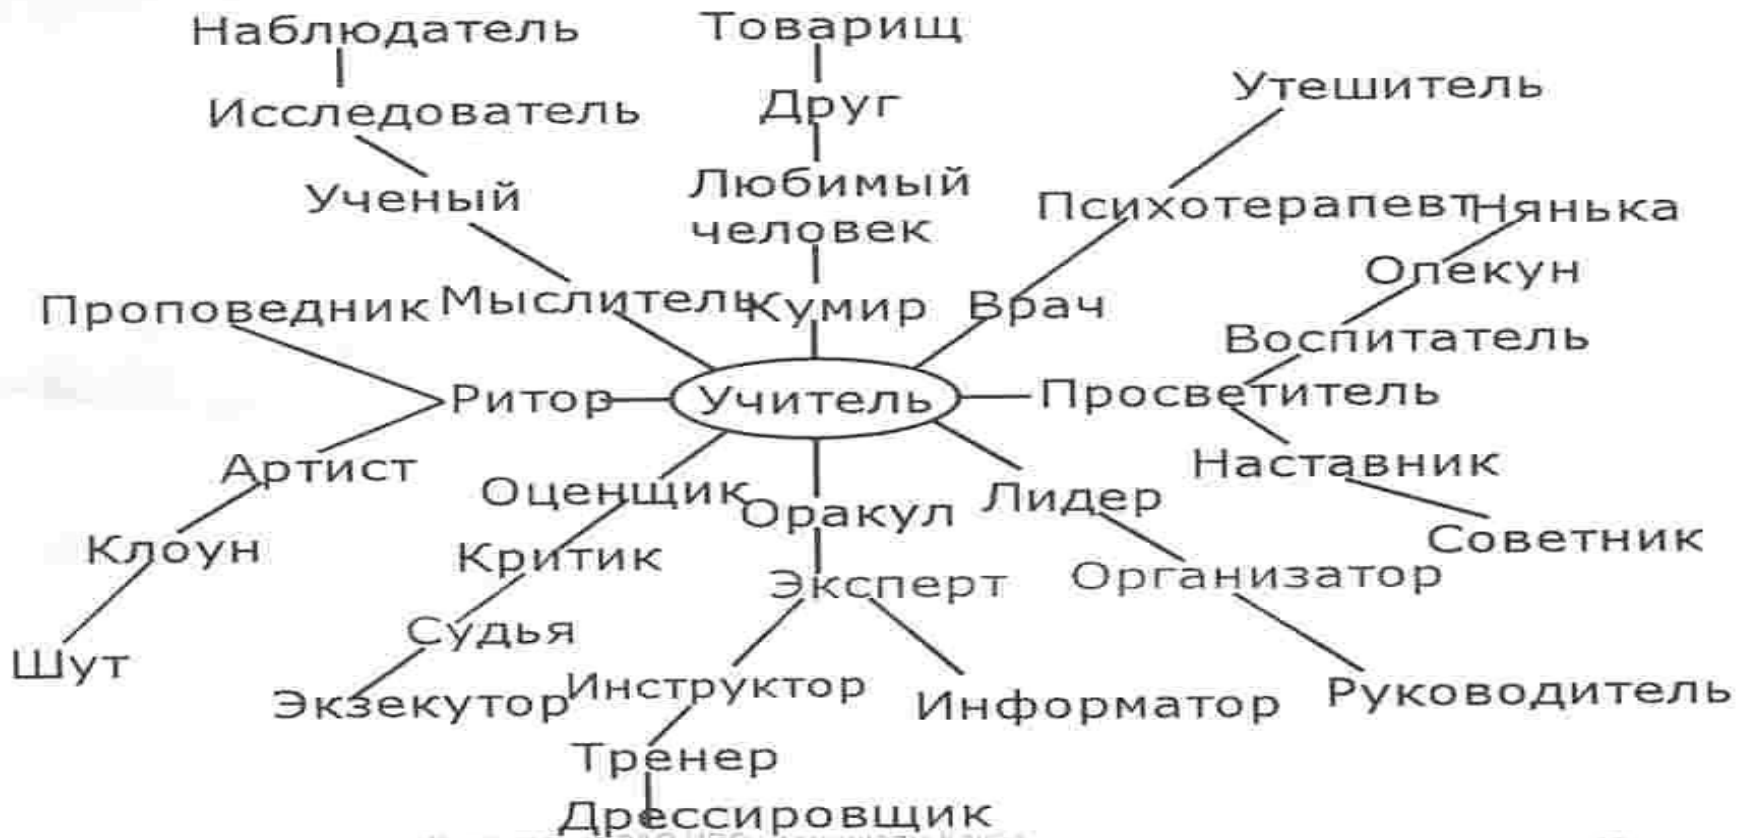 Наблюдатель
Товарищ
Утешитель
Исследователь
Друг
Ученый
Любимый
человек
Психотерапевт
Нянька
Опекун
Проповедник
Мыслитель
Кумир
Врач
Воспитатель
Ритор
Учитель
Просветитель
Артист
Оценщик
Оракул
Лидер
Наставник
Советник
Клоун
Критик
Эксперт
Организатор
Судья
Шут
Экзекутор
Инструктор
Информатор
Руководитель
Тренер
Дрессировщик